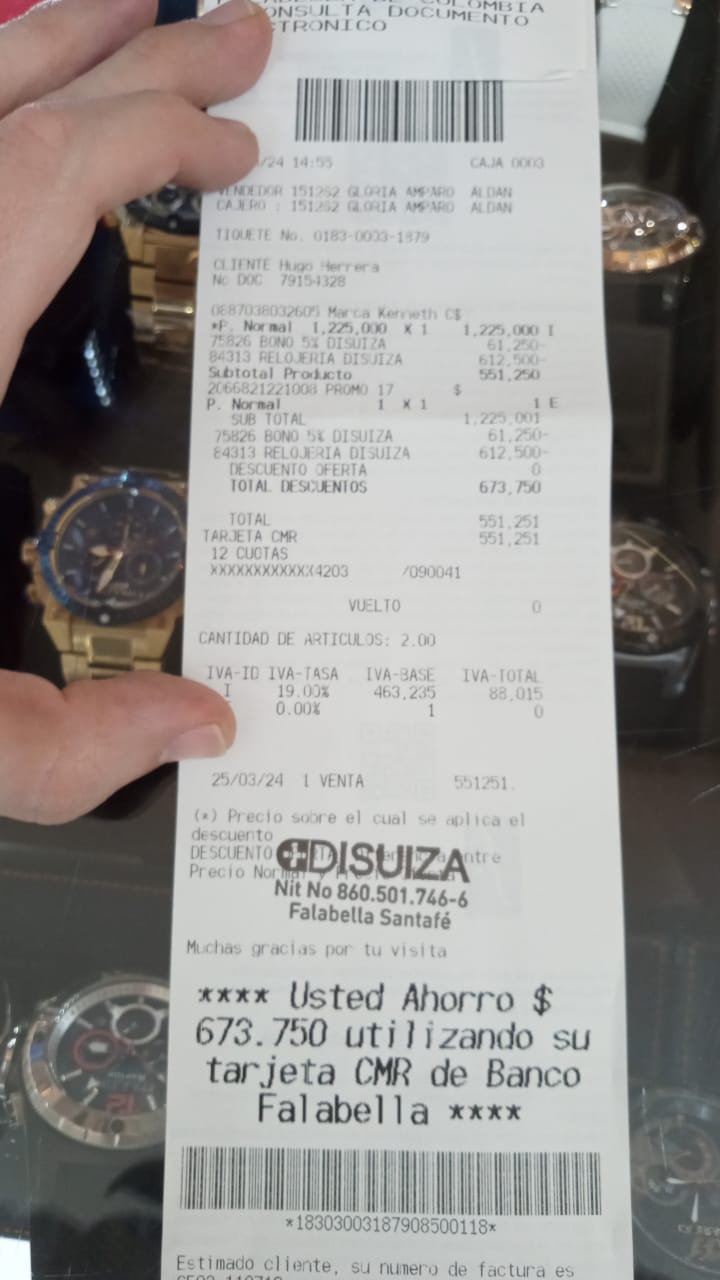 FALABELLA DE COLOMBIA
CONSULTA DOCUMENTO
CTRONICO
/24 14:55 CAJA 0003
VENDEDOR 151262 GLORIA AMPARO ALDAN
CAJERO : 151262 GLORIA AMPARO ALDAN
TIQUETE No. 0183-0003-1879
CLIENTE Hugo Herrera
No DOC 79154328
0887038032605 Marca Kenneth C$
*P. Normal 1,225,000 X 1 1,225,000 I
75826 BONO 5% DISUIZA 61,250-
84313 RELOJERIA DISUIZA 612,500-
Subtotal Producto 551,250
2066821221008 PROMO 17 $
P. Normal 1 X 1 1 E
SUB TOTAL 1,225,001
75826 BONO 5% DISUIZA 61,250-
84313 RELOJERIA DISUIZA 612,500-
DESCUENTO OFERTA 0
TOTAL DESCUENTOS 673,750
TOTAL 551,251
TARJETA CMR 551,251
12 CUOTAS
XXXXXXXXXXXX4203 /090041
VUELTO 0
CANTIDAD DE ARTICULOS: 2.00
IVA-ID IVA-TASA IVA-BASE IVA-TOTAL
I 19.00% 463,235 88,015
0.00% 1 0
25/03/24 1 VENTA 551251.
(*) Precio sobre el cual se aplica el
descuento
DESCUENTO entre
Precio Normal y
DISUIZA
Nit No 860.501.746-6
Falabella Santafé
Muchas gracias por tu visita
**** Usted Ahorro $
673.750 utilizando su
tarjeta CMR de Banco
Falabella ****
*18303003187908500118*
Estimado cliente, su numero de factura es